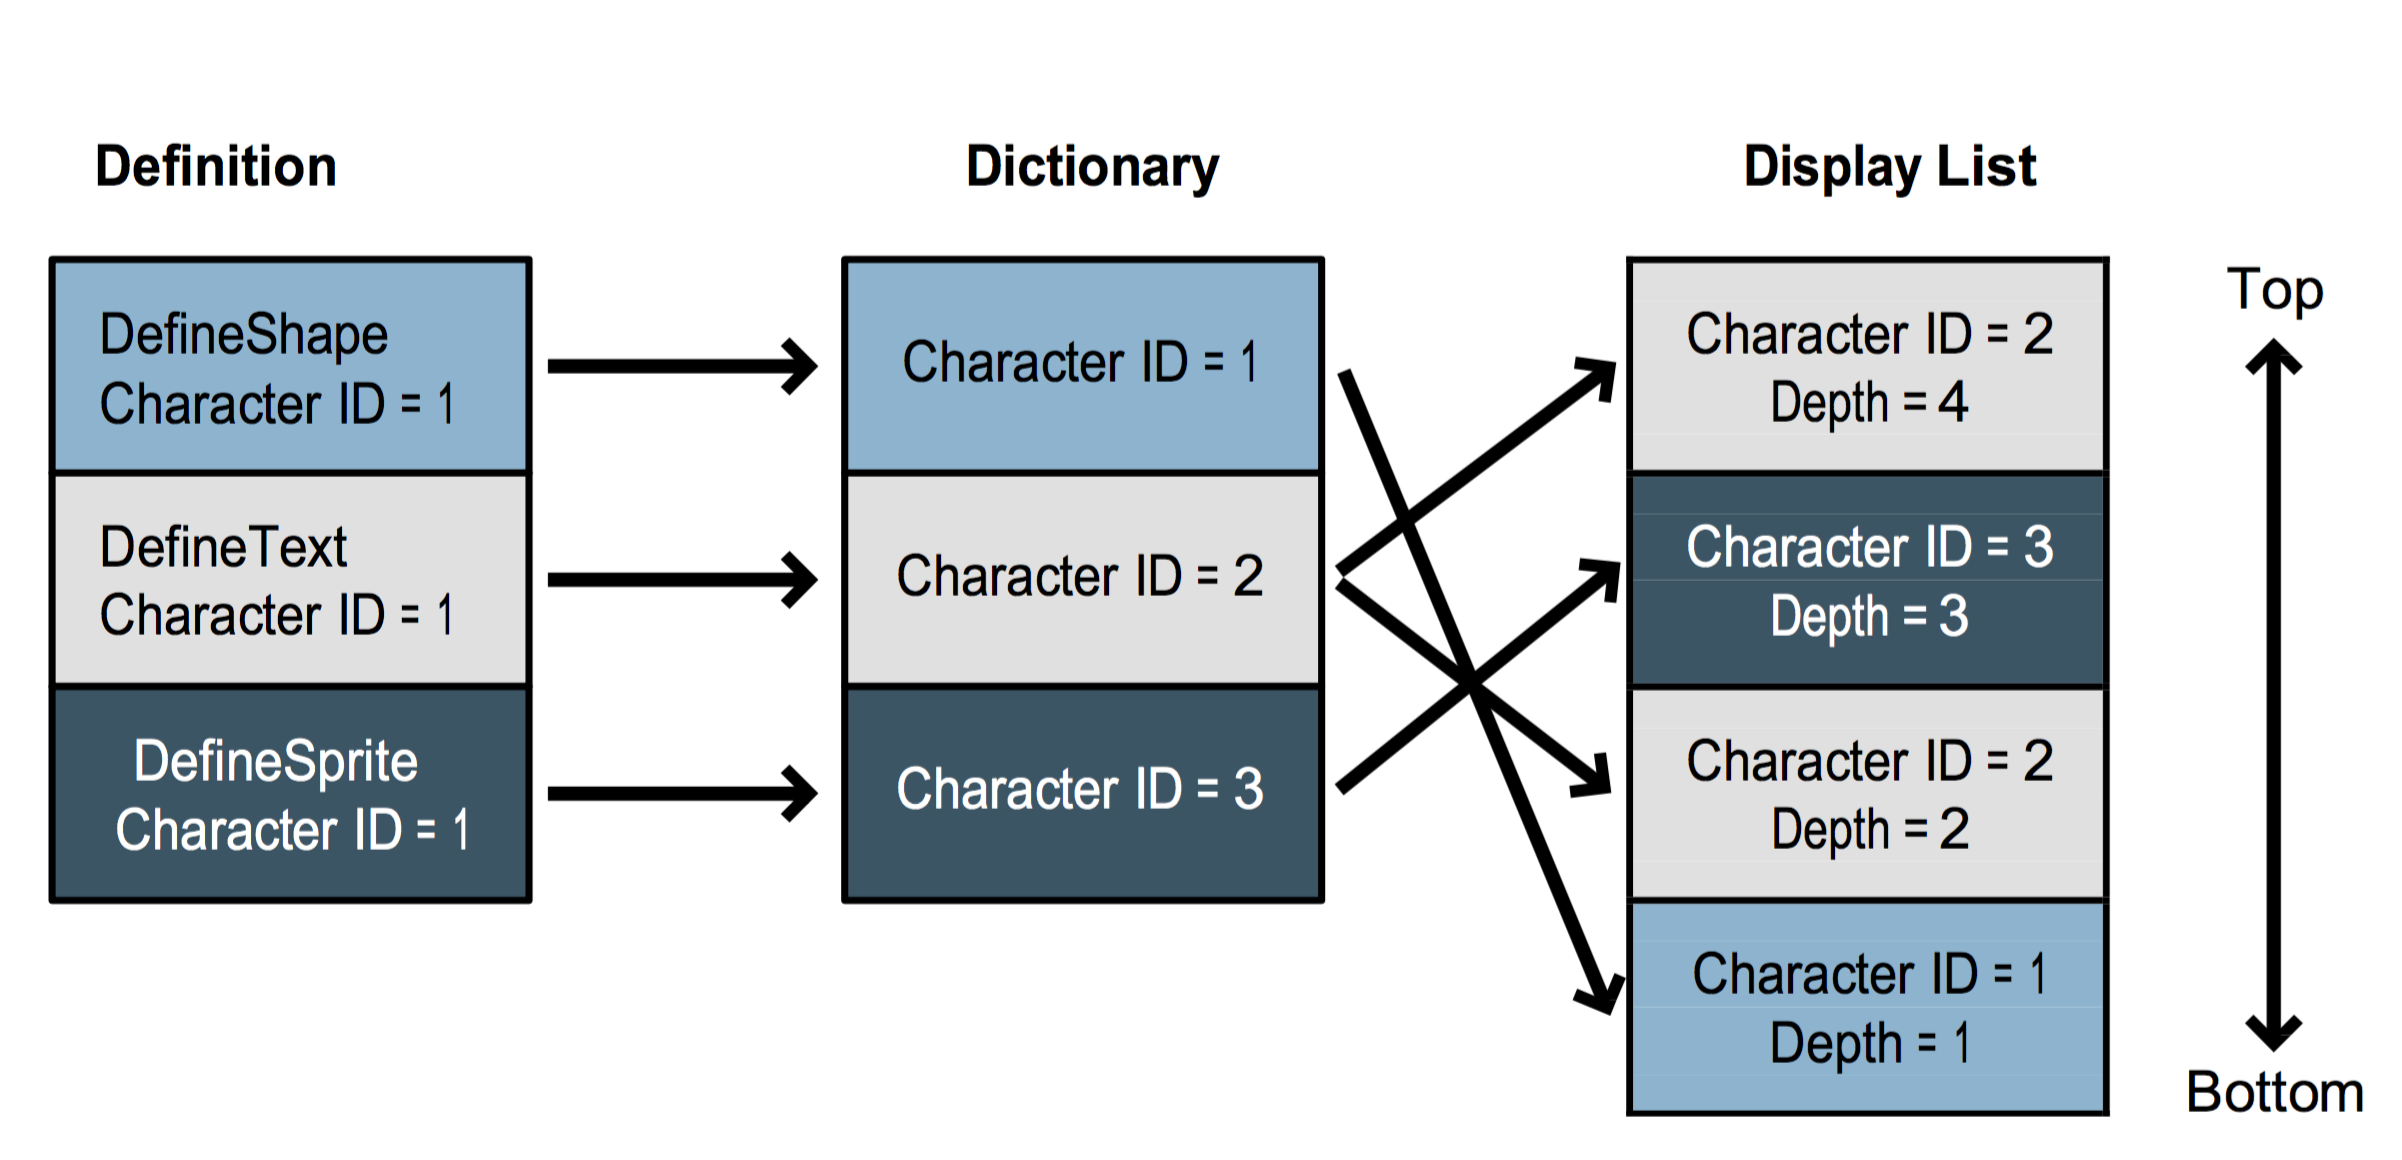 Definition
DefineShape
Character ID = 1
DefineText
Character ID = 1
DefineSprite
Character ID = 1
Dictionary
Character ID = 1
Character ID = 2
Character ID = 3
Display List
Character ID = 2
Depth = 4
Character ID = 3
Depth = 3
Character ID = 2
Depth = 2
Character ID = 1
Depth = 1
Top
Bottom